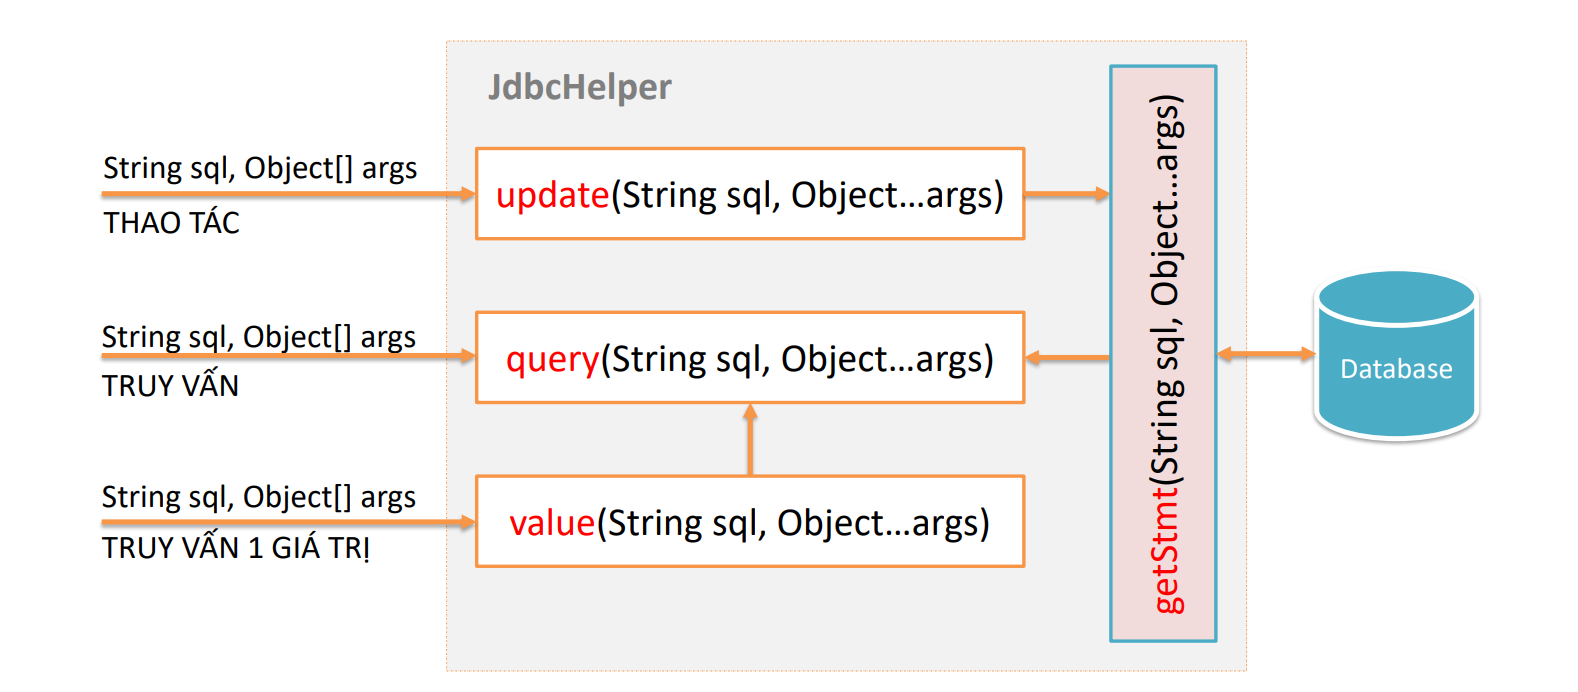 JdbcHelper
String sql, Object[] args
THAO TÁC
update(String sql, Object...args)
String sql, Object[] args
TRUY VẤN
query(String sql, Object...args)
String sql, Object[] args
TRUY VẤN 1 GIÁ TRỊ
value(String sql, Object...args)
getStmt(String sql, Object...args)
Database